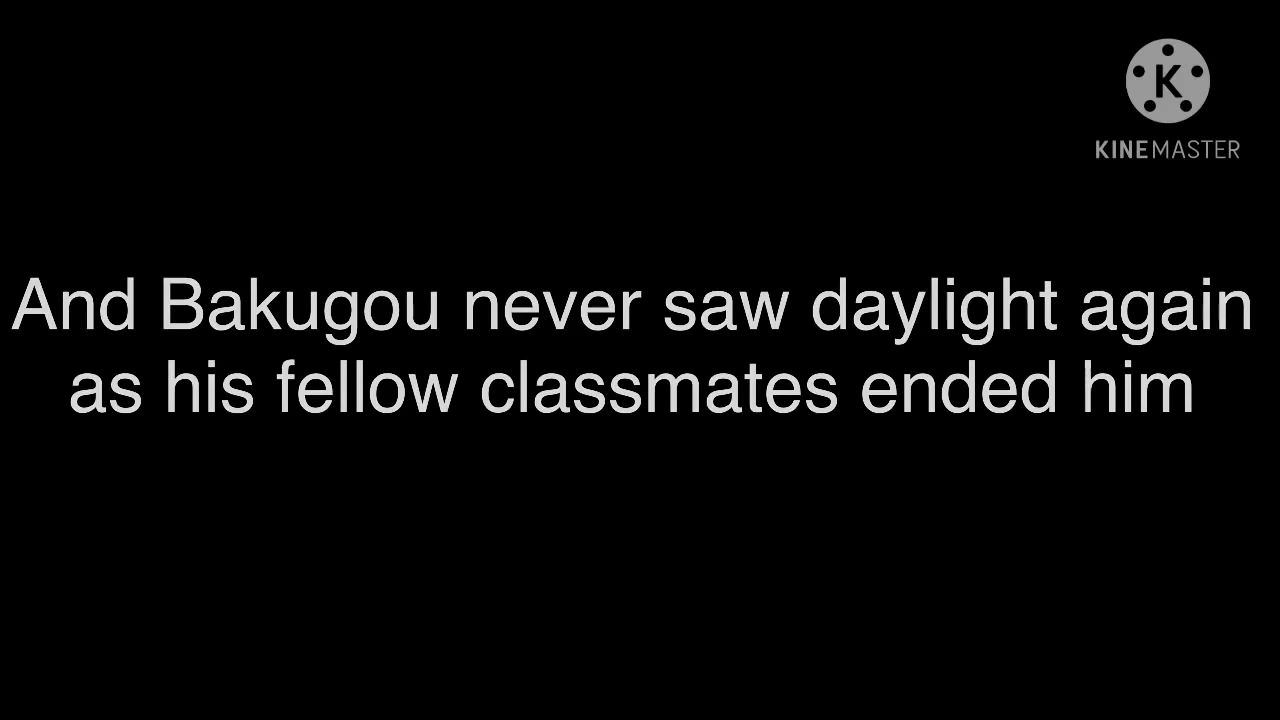 K
KINEMASTER
And Bakugou never saw daylight again
as his fellow classmates ended him